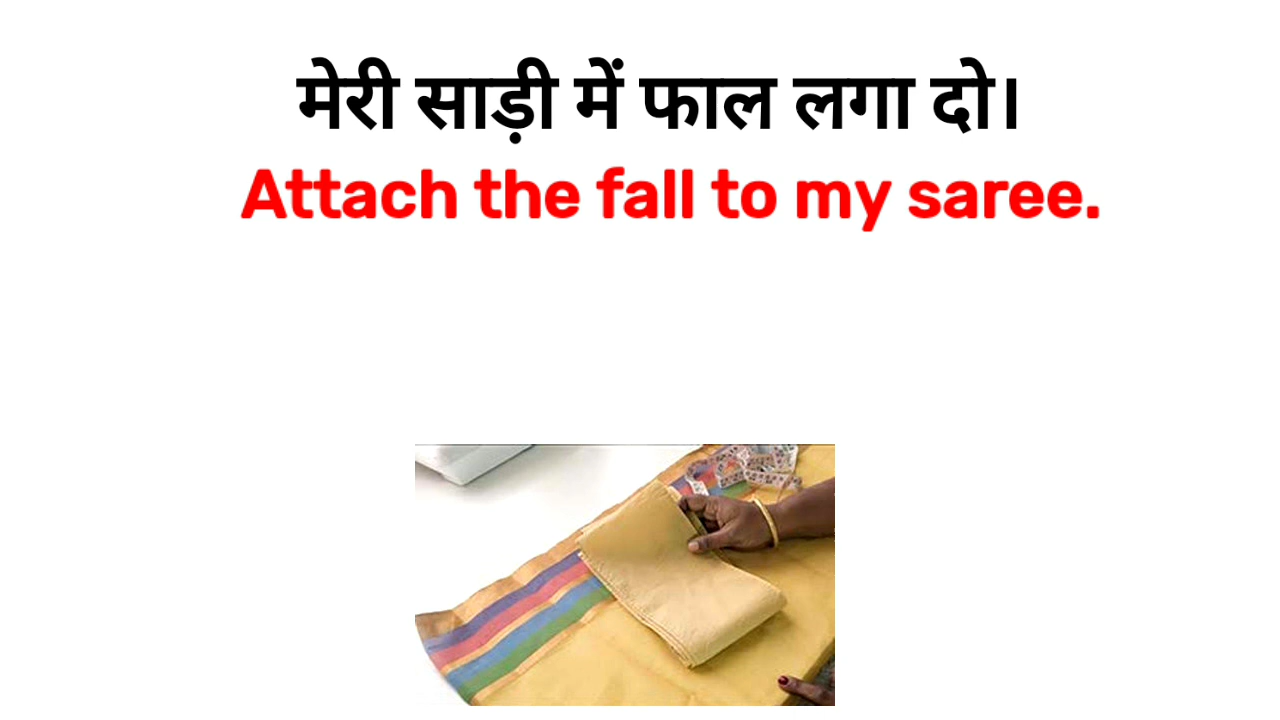 मेरी साड़ी में फाल लगा दो।
Attach the fall to my saree.